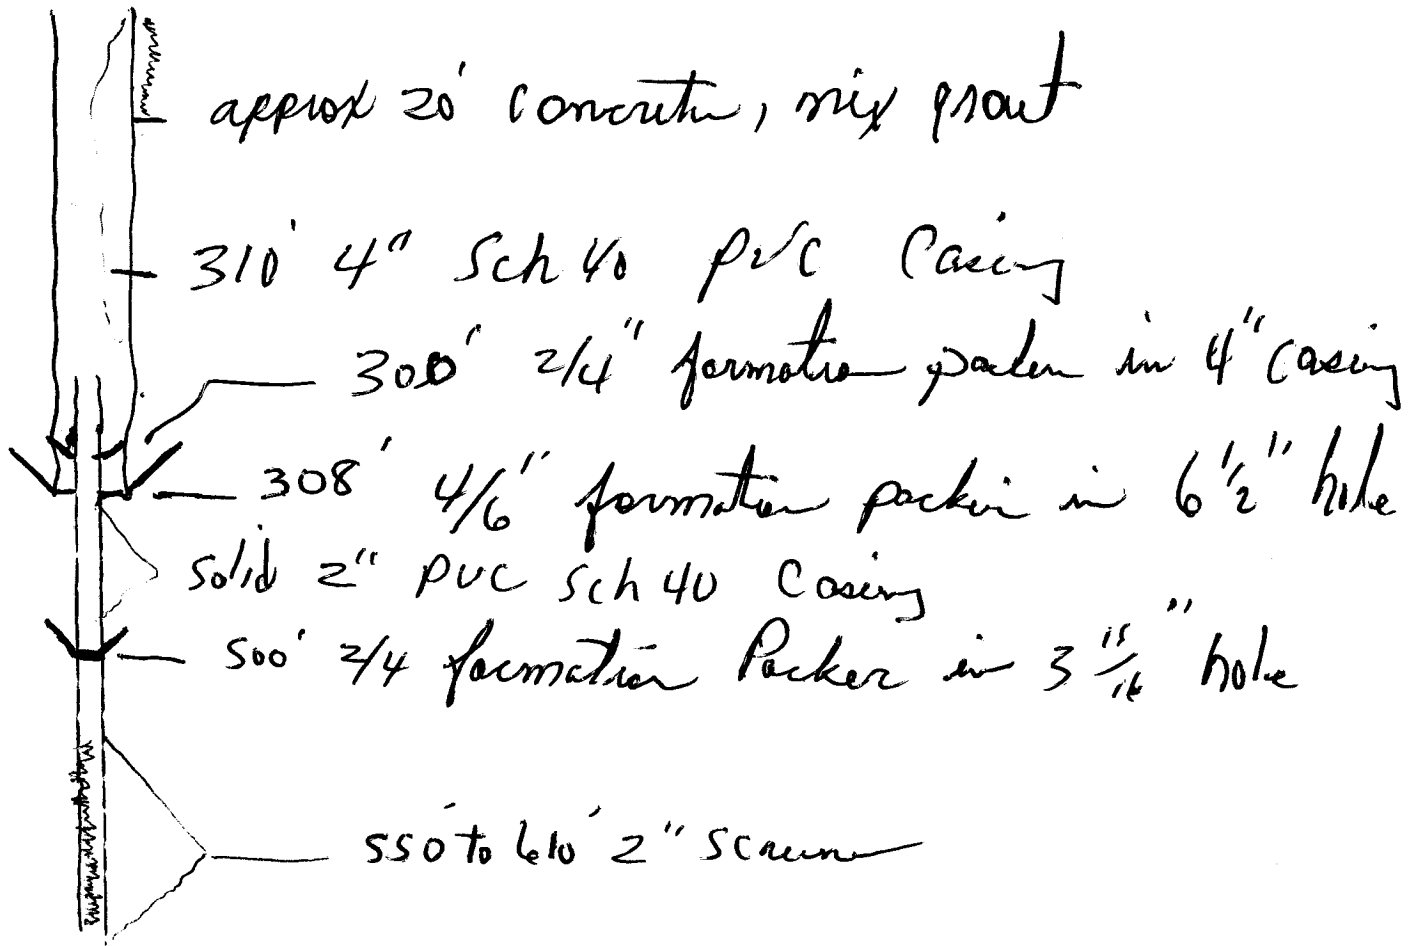 approx 20' concrete, mix grout
310' 4" Sch 40 PVC Casing
300' 2/4" formation packer in 4" casing
308' 4/6" formation packer in 6 1/2" hole
solid 2" PVC Sch 40 Casing
500' 2/4 formation Packer in 3 15/16" hole
550' to 610' 2" Screen